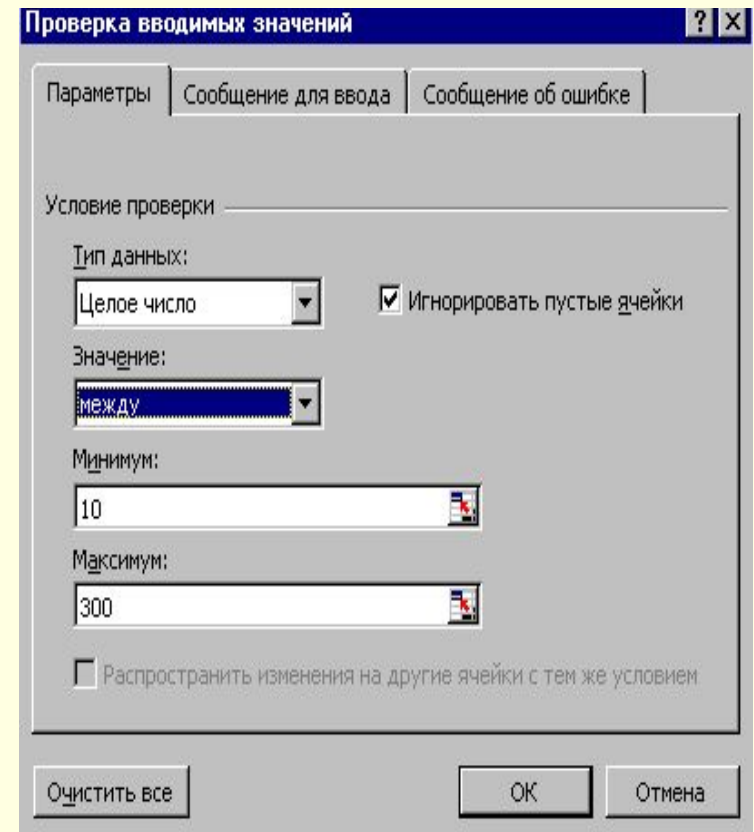 Проверка вводимых значений
Параметры Сообщение для ввода Сообщение об ошибке
Условие проверки
Тип данных:
Целое число Игнорировать пустые ячейки
Значение:
между
Минимум:
10
Максимум:
300
Распространить изменения на другие ячейки с тем же условием
Очистить все ОК Отмена